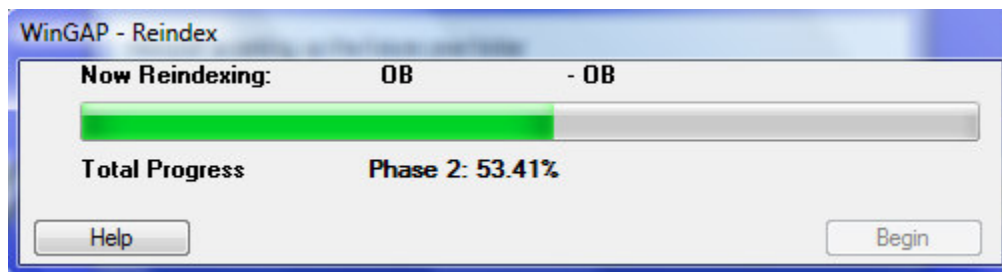 WinGAP - Reindex
Now Reindexing: OB - OB
Total Progress Phase 2: 53.41%
Help Begin